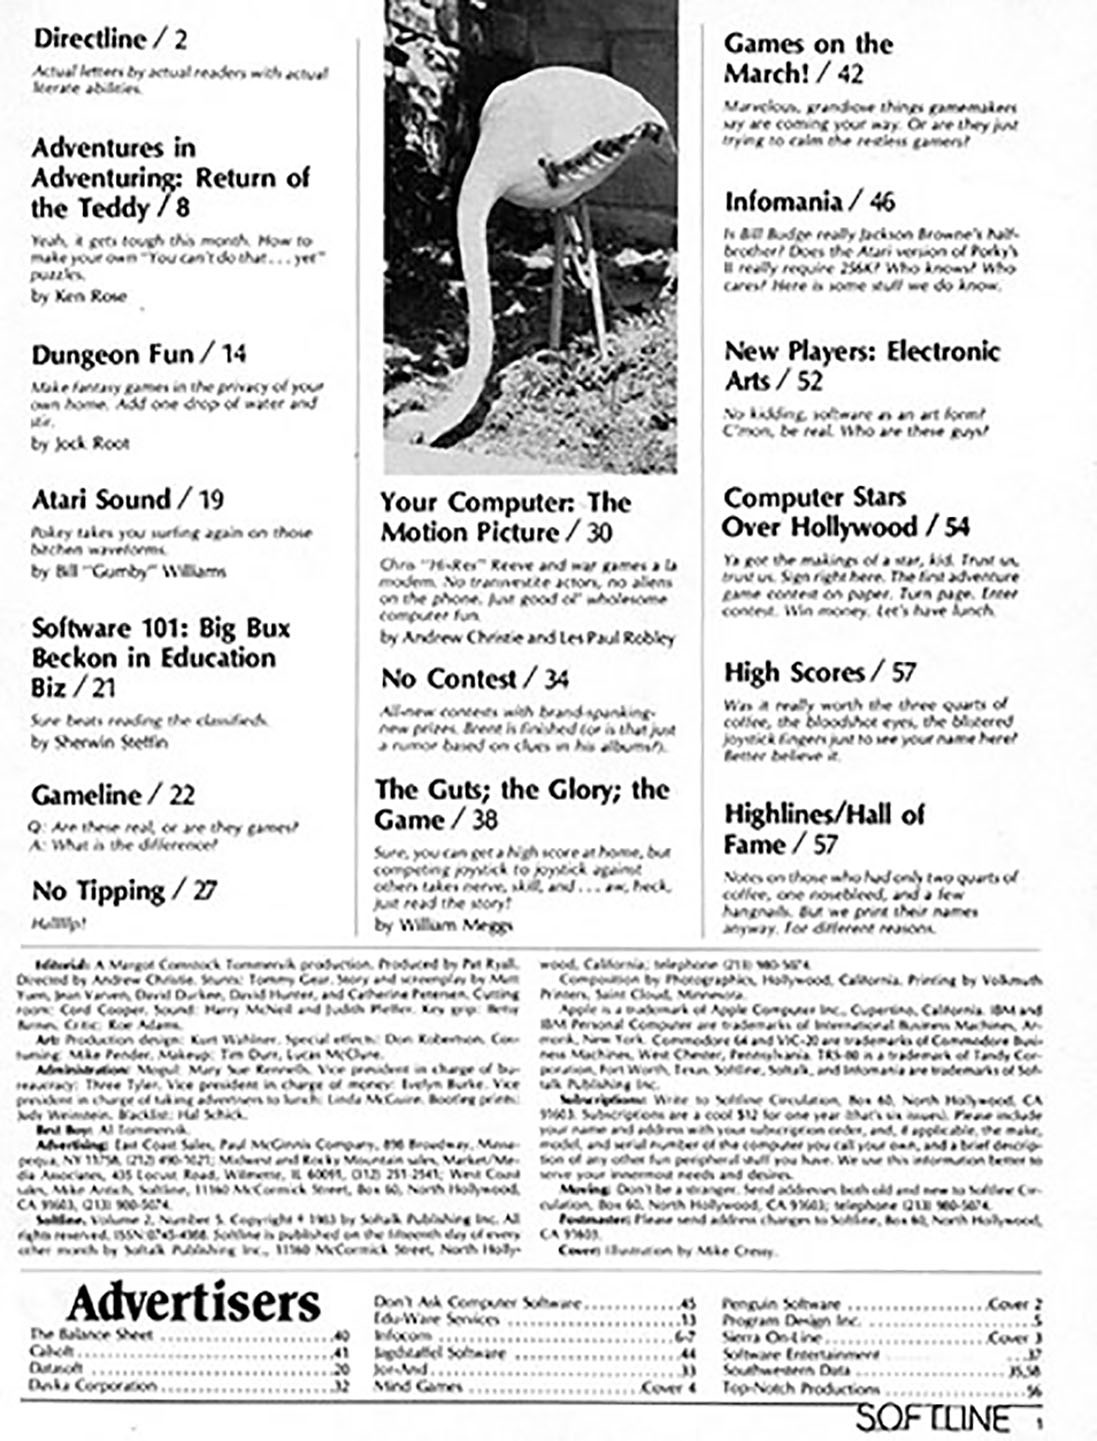 Directline / 2
Actual letters by actual readers with actual
literate abilities.
Adventures in
Adventuring: Return of
the Teddy / 8
Yeah, it gets tough this month. How to
make your own "You can't do that . . . yet"
puzzles.
by Ken Rose
Dungeon Fun / 14
Make fantasy games in the privacy of your
own home. Add one drop of water and
stir.
by Jock Root
Atari Sound / 19
Pokey takes you surfing again on those
bitchen waveforms.
by Bill "Gumby" Williams
Software 101: Big Bux
Beckon in Education
Biz / 21
Sure beats reading the classifieds.
by Sherwin Steffin
Gameline / 22
Q: Are these real, or are they games?
A: What is the difference?
No Tipping / 27
Your Computer: The
Motion Picture / 30
Chris "Hi-Res" Reeve and war games a la
modem. No transvestite actors, no aliens
on the phone. Just good ol' wholesome
computer fun.
by Andrew Christie and Les Paul Robley
No Contest / 34
All-new contests with brand-spanking-
new prizes. Brent is finished (or is that just
a rumor based on clues in his albums?).
The Guts; the Glory; the
Game / 38
Sure, you can get a high score at home, but
competing joystick to joystick against
others takes nerve, skill, and . . . aw, heck,
just read the story!
by William Meggs
Games on the
March! / 42
Marvelous, grandiose things gamemakers
say are coming your way. Or are they just
trying to calm the restless gamers?
Infomania / 46
Is Bill Budge really Jackson Browne's half-
brother? Does the Atari version of Porky's
II really require 256K? Who knows? Who
cares? Here is some stuff we do know.
New Players: Electronic
Arts / 52
No kidding, software as an art form?
C'mon, be real. Who are these guys?
Computer Stars
Over Hollywood / 54
Ya got the makings of a star, kid. Trust us,
trust us. Sign right here. The first adventure
game contest on paper. Turn page. Enter
contest. Win money. Let's have lunch.
High Scores / 57
Was it really worth the three quarts of
coffee, the bloodshot eyes, the blistered
joystick fingers just to see your name here?
Better believe it.
Highlines/Hall of
Fame / 57
Notes on those who had only two quarts of
coffee, one nosebleed, and a few
hangnails. But we print their names
anyway. For different reasons.
Editorial: A Margot Comstock Tommervik production. Produced by Pat Ryall.
Directed by Andrew Christie. Stunts: Tommy Gear. Story and screenplay by Matt
Yuen, Jean Varven, David Durkee, David Hunter, and Catherine Petersen. Cutting
room: Cord Cooper. Sound: Harry McNeil and Judith Pfeffer. Key grip: Betsy
Barnes. Critic: Roe Adams.
Art: Production design: Kurt Wahlner. Special effects: Don Robertson. Cos-
tuming: Mike Pender. Makeup: Tim Durr, Lucas McClure.
Administration: Mogul: Mary Sue Rennells. Vice president in charge of bu-
reaucracy: Three Tyler. Vice president in charge of money: Evelyn Burke. Vice
president in charge of taking advertisers to lunch: Linda McGuire. Bootleg prints:
Judy Weinstein. Blacklist: Hal Schick.
Best Boy: Al Tommervik.
Advertising: East Coast Sales, Paul McGinnis Company, 898 Broadway, Massa-
pequa, NY 11758, (212) 490-1021; Midwest and Rocky Mountain sales, Market/Me-
dia Associates, 435 Locust Road, Wilmette, IL 60091, (312) 251-2541; West Coast
sales, Mike Antich, Softline, 11160 McCormick Street, Box 60, North Hollywood,
CA 91603, (213) 980-5074.
Softline, Volume 2, Number 5. Copyright © 1983 by Softalk Publishing Inc. All
rights reserved. ISSN:0745-4988. Softline is published on the fifteenth day of every
other month by Softalk Publishing Inc., 11160 McCormick Street, North Holly-
wood, California; telephone (213) 980-5074.
Composition by Photographics, Hollywood, California. Printing by Volkmuth
Printers, Saint Cloud, Minnesota.
Apple is a trademark of Apple Computer Inc., Cupertino, California. IBM and
IBM Personal Computer are trademarks of International Business Machines, Ar-
monk, New York. Commodore 64 and VIC-20 are trademarks of Commodore Busi-
ness Machines, West Chester, Pennsylvania. TRS-80 is a trademark of Tandy Cor-
poration, Fort Worth, Texas. Softline, Softalk, and Infomania are trademarks of Sof-
talk Publishing Inc.
Subscriptions: Write to Softline Circulation, Box 60, North Hollywood, CA
91603. Subscriptions are a cool $12 for one year (that's six issues). Please include
your name and address with your subscription order, and, if applicable, the make,
model, and serial number of the computer you call your own, and a brief descrip-
tion of any other fun peripheral stuff you have. We use this information better to
serve your innermost needs and desires.
Moving: Don't be a stranger. Send addresses both old and new to Softline Cir-
culation, Box 60, North Hollywood, CA 91603; telephone (213) 980-5074.
Postmaster: Please send address changes to Softline, Box 60, North Hollywood,
CA 91603.
Cover: Illustration by Mike Cressy.
Advertisers
The Balance Sheet ..... 40
Calsoft ..... 41
Datasoft ..... 20
Davka Corporation ..... 32
Don't Ask Computer Software ..... 45
Edu-Ware Services ..... 13
Infocom ..... 6-7
Jagdstaffel Software ..... 44
Jor-And ..... 33
Mind Games ..... Cover 4
Penguin Software ..... Cover 2
Program Design Inc. ..... 5
Sierra On-Line ..... Cover 3
Software Entertainment ..... 37
Southwestern Data ..... 35,58
Top-Notch Productions ..... 56
SOFTLINE 1